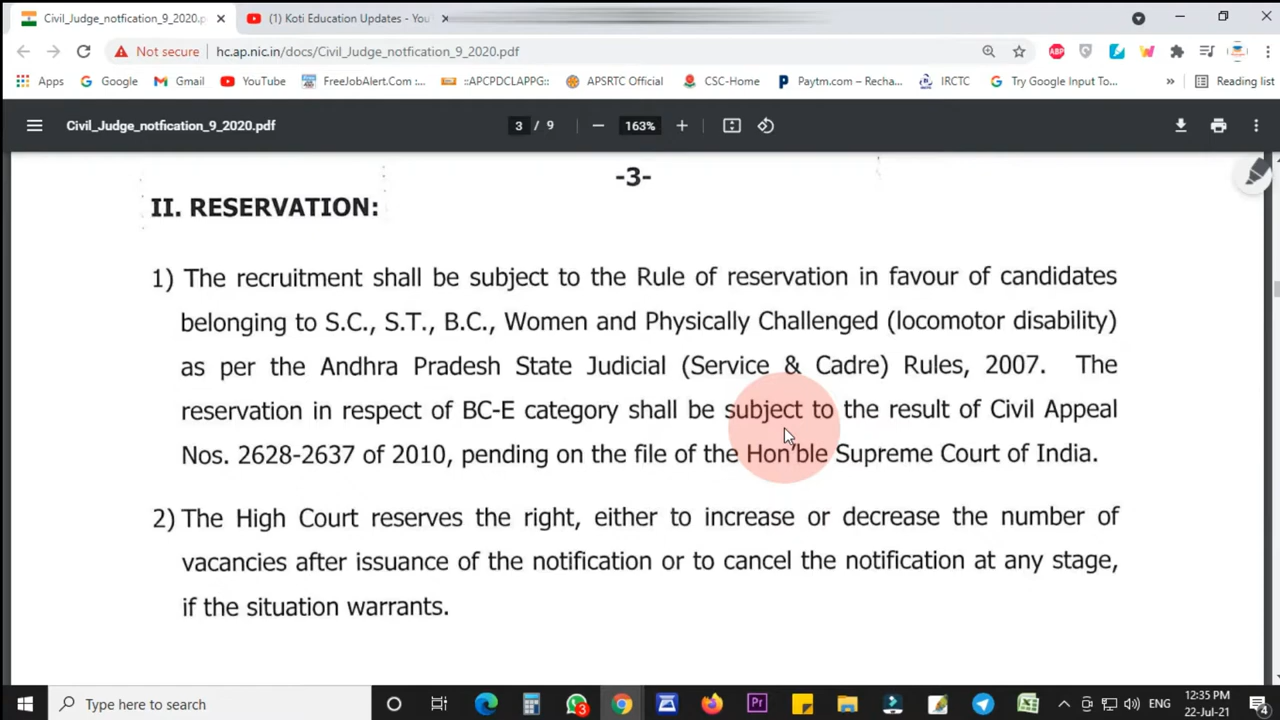 Civil_Judge_notfication_9_2020.p
(1) Koti Education Updates - You
Not secure
hc.ap.nic.in/docs/Civil_Judge_notfication_9_2020.pdf
ABP
Apps
Google
Gmail
YouTube
FreeJobAlert.Com :...
::APCPDCLAPPG::
APSRTC Official
CSC-Home
Paytm.com – Recha...
IRCTC
Try Google Input To...
»
Reading list
Civil_Judge_notfication_9_2020.pdf
3 / 9
163%
-3-
II. RESERVATION:
1) The recruitment shall be subject to the Rule of reservation in favour of candidates
belonging to S.C., S.T., B.C., Women and Physically Challenged (locomotor disability)
as per the Andhra Pradesh State Judicial (Service & Cadre) Rules, 2007. The
reservation in respect of BC-E category shall be subject to the result of Civil Appeal
Nos. 2628-2637 of 2010, pending on the file of the Hon'ble Supreme Court of India.
2) The High Court reserves the right, either to increase or decrease the number of
vacancies after issuance of the notification or to cancel the notification at any stage,
if the situation warrants.
Type here to search
3
Pr
ENG
12:35 PM
22-Jul-21
4